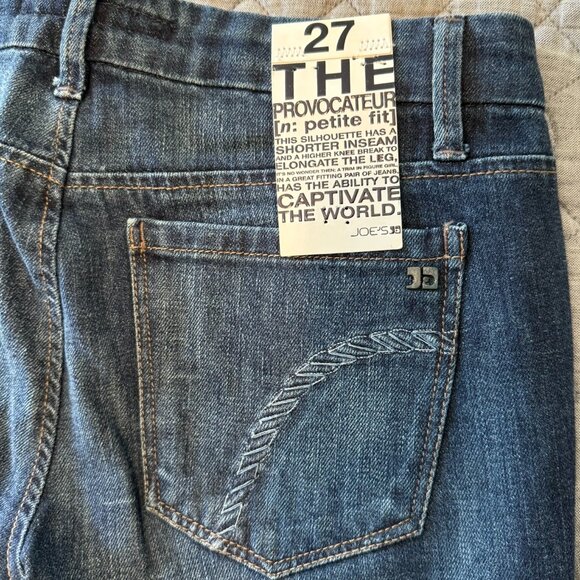 27
THE
PROVOCATEUR
[n: petite fit]
THIS SILHOUETTE HAS A
SHORTER INSEAM
AND A HIGHER KNEE BREAK TO
ELONGATE THE LEG.
IT'S NO WONDER THEN: A TRIM IN FIGURE GIRL
IN A GREAT FITTING PAIR OF JEANS,
HAS THE ABILITY TO
CAPTIVATE
THE WORLD.
JOE'S